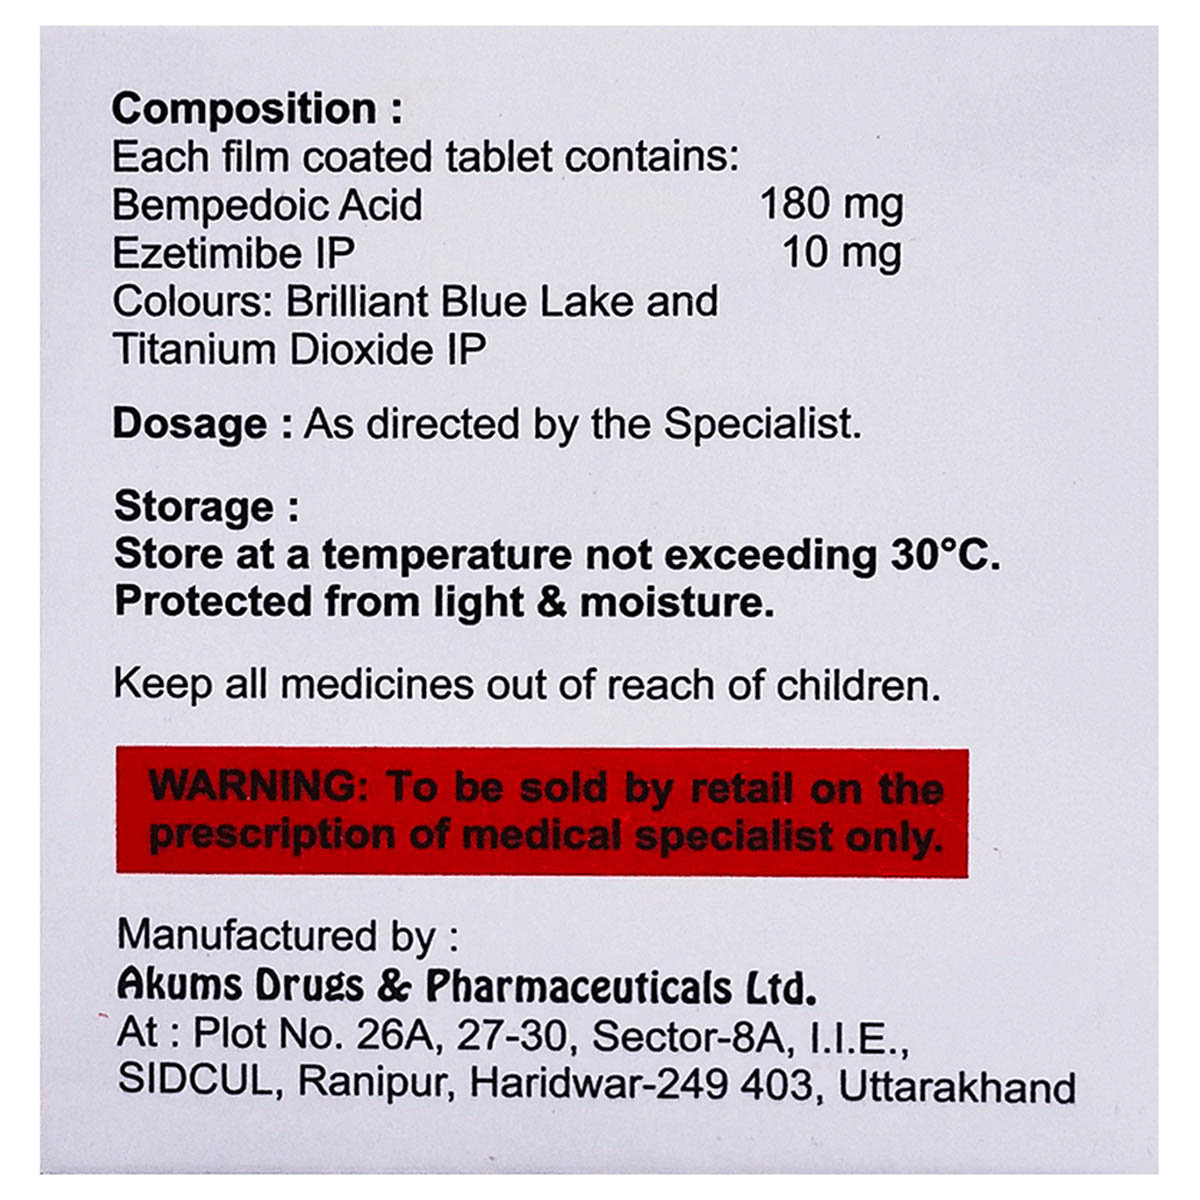 Composition :
Each film coated tablet contains:
Bempedoic Acid 180 mg
Ezetimibe IP 10 mg
Colours: Brilliant Blue Lake and
Titanium Dioxide IP
Dosage : As directed by the Specialist.
Storage :
Store at a temperature not exceeding 30°C.
Protected from light & moisture.
Keep all medicines out of reach of children.
WARNING: To be sold by retail on the
prescription of medical specialist only.
Manufactured by :
Akums Drugs & Pharmaceuticals Ltd.
At : Plot No. 26A, 27-30, Sector-8A, I.I.E.,
SIDCUL, Ranipur, Haridwar-249 403, Uttarakhand